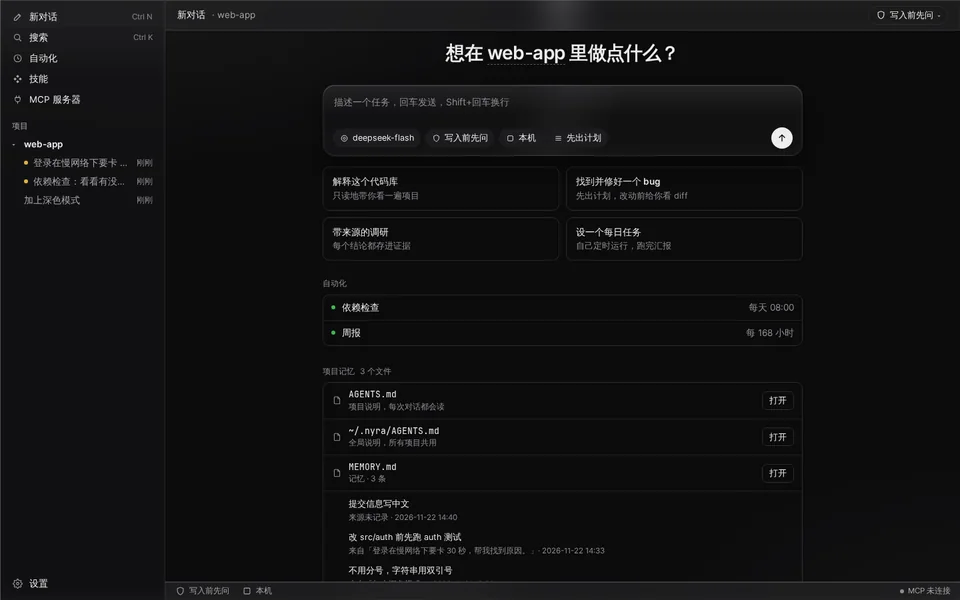 新对话 Ctrl N
搜索 Ctrl K
自动化
技能
MCP 服务器
项目
web-app
登录在慢网络下要卡 ... 刚刚
依赖检查：看看有没... 刚刚
加上深色模式 刚刚
设置
新对话 · web-app
写入前先问
想在 web-app 里做点什么？
描述一个任务，回车发送，Shift+回车换行
deepseek-flash 写入前先问 本机 先出计划
解释这个代码库
只读地带你看一遍项目
找到并修好一个 bug
先出计划，改动前给你看 diff
带来源的调研
每个结论都存进证据
设一个每日任务
自己定时运行，跑完汇报
自动化
依赖检查 每天 08:00
周报 每 168 小时
项目记忆 3 个文件
AGENTS.md
项目说明，每次对话都会读
打开
~/.nyra/AGENTS.md
全局说明，所有项目共用
打开
MEMORY.md
记忆 · 3 条
打开
提交信息写中文
来源未记录 · 2026-11-22 14:40
改 src/auth 前先跑 auth 测试
来自「登录在慢网络下要卡 30 秒，帮我找到原因。」 · 2026-11-22 14:33
不用分号，字符串用双引号
写入前先问 本机
MCP 未连接